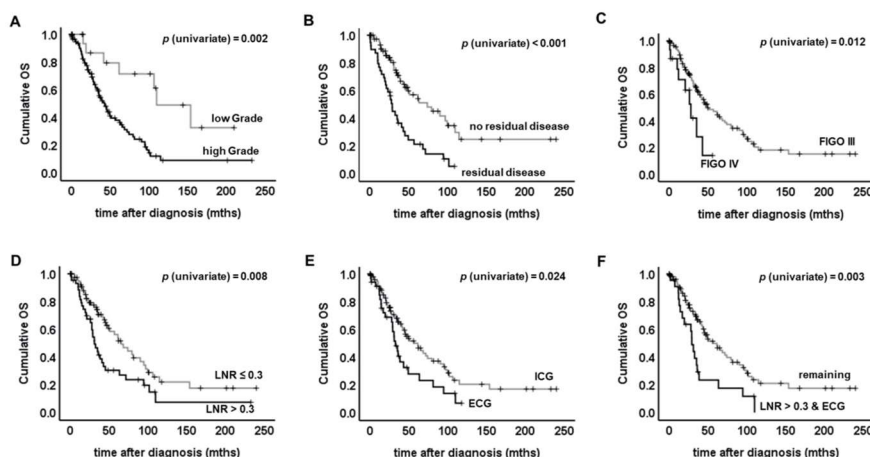 A
p (univariate) = 0.002
Cumulative OS
1.0
0.8
0.6
0.4
0.2
0.0
low Grade
high Grade
0 50 100 150 200 250
time after diagnosis (mths)
B
p (univariate) < 0.001
Cumulative OS
1.0
0.8
0.6
0.4
0.2
0.0
no residual disease
residual disease
0 50 100 150 200 250
time after diagnosis (mths)
C
p (univariate) = 0.012
Cumulative OS
1.0
0.8
0.6
0.4
0.2
0.0
FIGO III
FIGO IV
0 50 100 150 200 250
time after diagnosis (mths)
D
p (univariate) = 0.008
Cumulative OS
1.0
0.8
0.6
0.4
0.2
0.0
LNR ≤ 0.3
LNR > 0.3
0 50 100 150 200 250
time after diagnosis (mths)
E
p (univariate) = 0.024
Cumulative OS
1.0
0.8
0.6
0.4
0.2
0.0
ICG
ECG
0 50 100 150 200 250
time after diagnosis (mths)
F
p (univariate) = 0.003
Cumulative OS
1.0
0.8
0.6
0.4
0.2
0.0
remaining
LNR > 0.3 & ECG
0 50 100 150 200 250
time after diagnosis (mths)